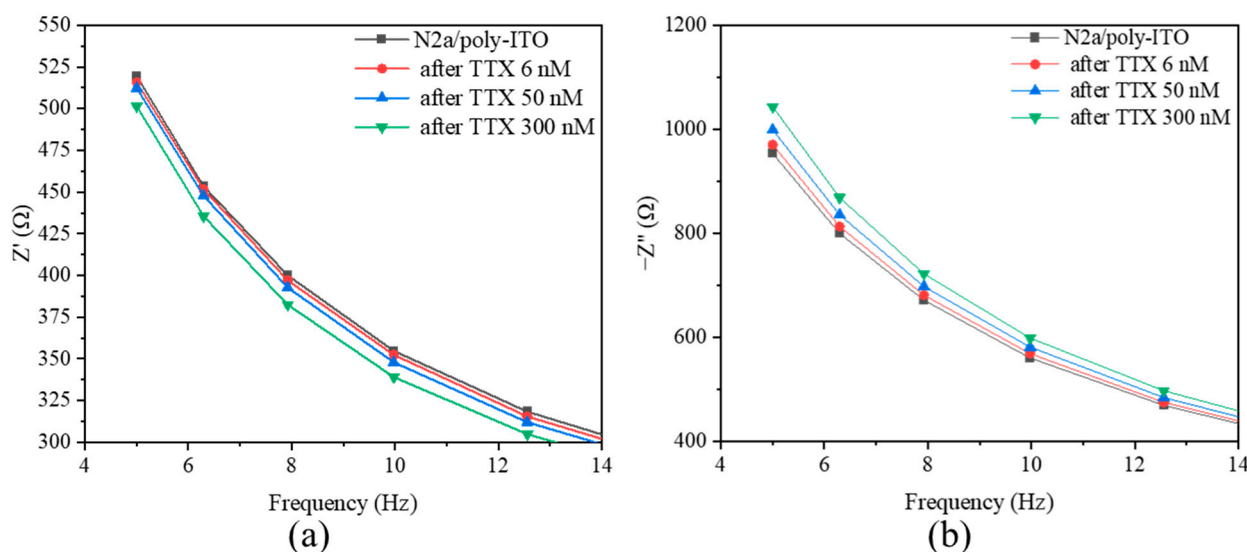 550
525
500
475
450
425
400
375
350
325
300
Z' (Ω)
4
6
8
10
12
14
Frequency (Hz)
N2a/poly-ITO
after TTX 6 nM
after TTX 50 nM
after TTX 300 nM
(a)
1200
1000
800
600
400
−Z'' (Ω)
4
6
8
10
12
14
Frequency (Hz)
N2a/poly-ITO
after TTX 6 nM
after TTX 50 nM
after TTX 300 nM
(b)